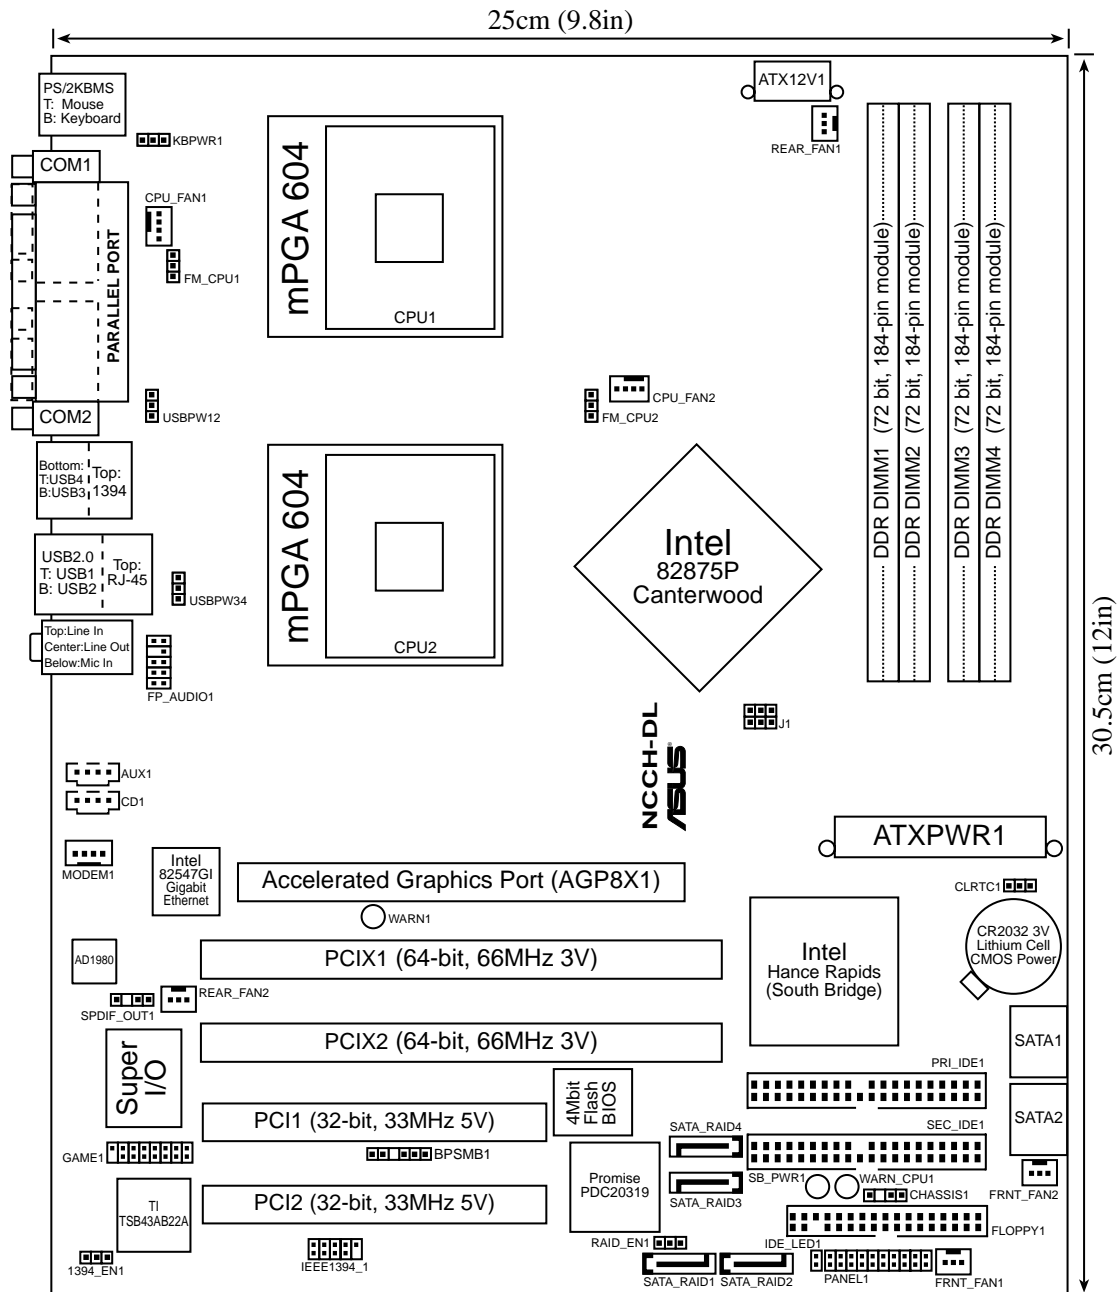 25cm (9.8in)
PS/2KBMS
T: Mouse
B: Keyboard
KBPWR1
ATX12V1
REAR_FAN1
COM1
CPU_FAN1
FM_CPU1
PARALLEL PORT
mPGA 604
CPU1
USBPW12
COM2
FM_CPU2
CPU_FAN2
DDR DIMM1 (72 bit, 184-pin module)
DDR DIMM2 (72 bit, 184-pin module)
DDR DIMM3 (72 bit, 184-pin module)
DDR DIMM4 (72 bit, 184-pin module)
30.5cm (12in)
Bottom:
T:USB4
B:USB3
Top:
1394
USB2.0
T: USB1
B: USB2
Top:
RJ-45
USBPW34
mPGA 604
CPU2
Intel
82875P
Canterwood
Top:Line In
Center:Line Out
Below:Mic In
FP_AUDIO1
J1
NCCH-DL
ASUS
AUX1
CD1
MODEM1
Intel
82547GI
Gigabit
Ethernet
ATXPWR1
Accelerated Graphics Port (AGP8X1)
WARN1
CLRTC1
CR2032 3V
Lithium Cell
CMOS Power
AD1980
PCIX1 (64-bit, 66MHz 3V)
Intel
Hance Rapids
(South Bridge)
SPDIF_OUT1
REAR_FAN2
PCIX2 (64-bit, 66MHz 3V)
SATA1
Super
I/O
4Mbit
Flash
BIOS
PRI_IDE1
SATA2
PCI1 (32-bit, 33MHz 5V)
SATA_RAID4
SEC_IDE1
GAME1
BPSMB1
Promise
PDC20319
SB_PWR1
WARN_CPU1
CHASSIS1
FRNT_FAN2
TI
TSB43AB22A
PCI2 (32-bit, 33MHz 5V)
SATA_RAID3
FLOPPY1
RAID_EN1
IDE_LED1
1394_EN1
IEEE1394_1
SATA_RAID1
SATA_RAID2
PANEL1
FRNT_FAN1